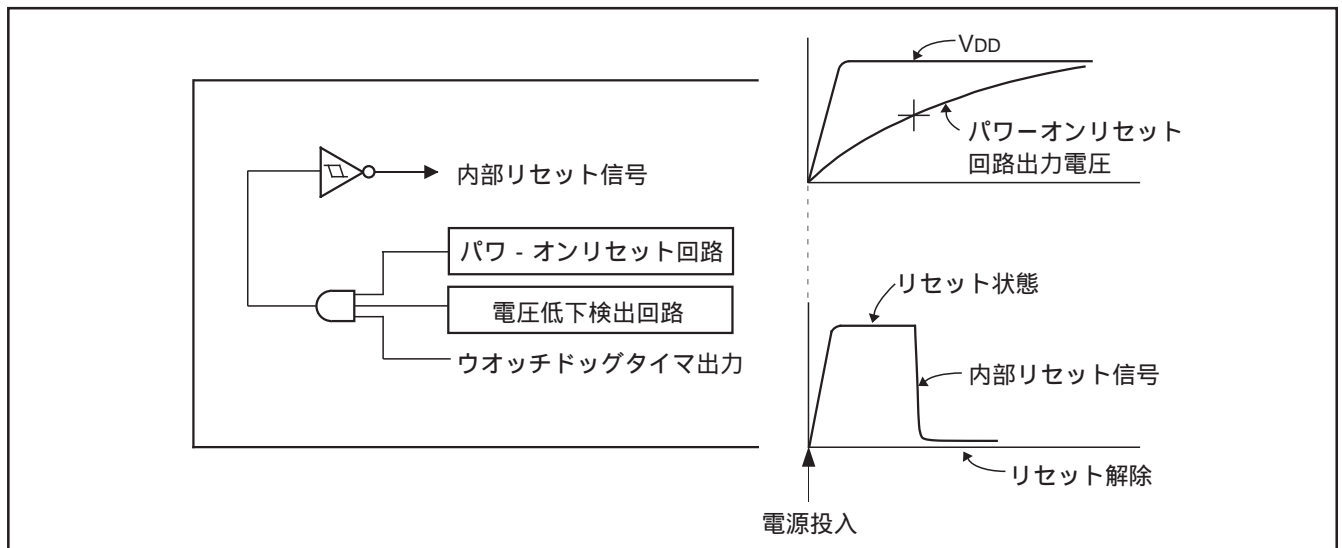 内部リセット信号
パワ - オンリセット回路
電圧低下検出回路
ウオッチドッグタイマ出力
VDD
パワーオンリセット
回路出力電圧
リセット状態
内部リセット信号
リセット解除
電源投入